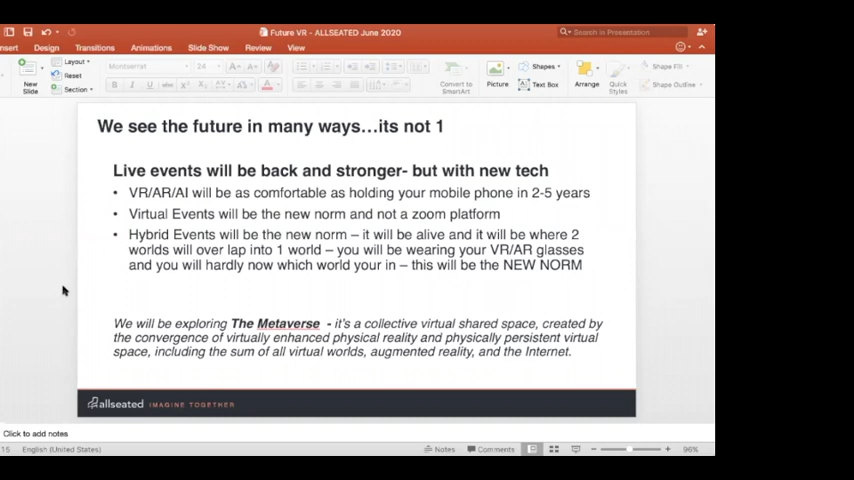 Future VR - ALLSEATED June 2020
Search in Presentation
nsert Design Transitions Animations Slide Show Review View
New Slide
Layout
Reset
Section
Montserrat 24
Convert to SmartArt
Picture
Shapes
Text Box
Arrange
Quick Styles
Shape Fill
Shape Outline
We see the future in many ways...its not 1
Live events will be back and stronger- but with new tech
• VR/AR/AI will be as comfortable as holding your mobile phone in 2-5 years
• Virtual Events will be the new norm and not a zoom platform
• Hybrid Events will be the new norm – it will be alive and it will be where 2
worlds will over lap into 1 world – you will be wearing your VR/AR glasses
and you will hardly now which world your in – this will be the NEW NORM
We will be exploring The Metaverse - it's a collective virtual shared space, created by
the convergence of virtually enhanced physical reality and physically persistent virtual
space, including the sum of all virtual worlds, augmented reality, and the Internet.
allseated IMAGINE TOGETHER
Click to add notes
15 English (United States) Notes Comments 96%